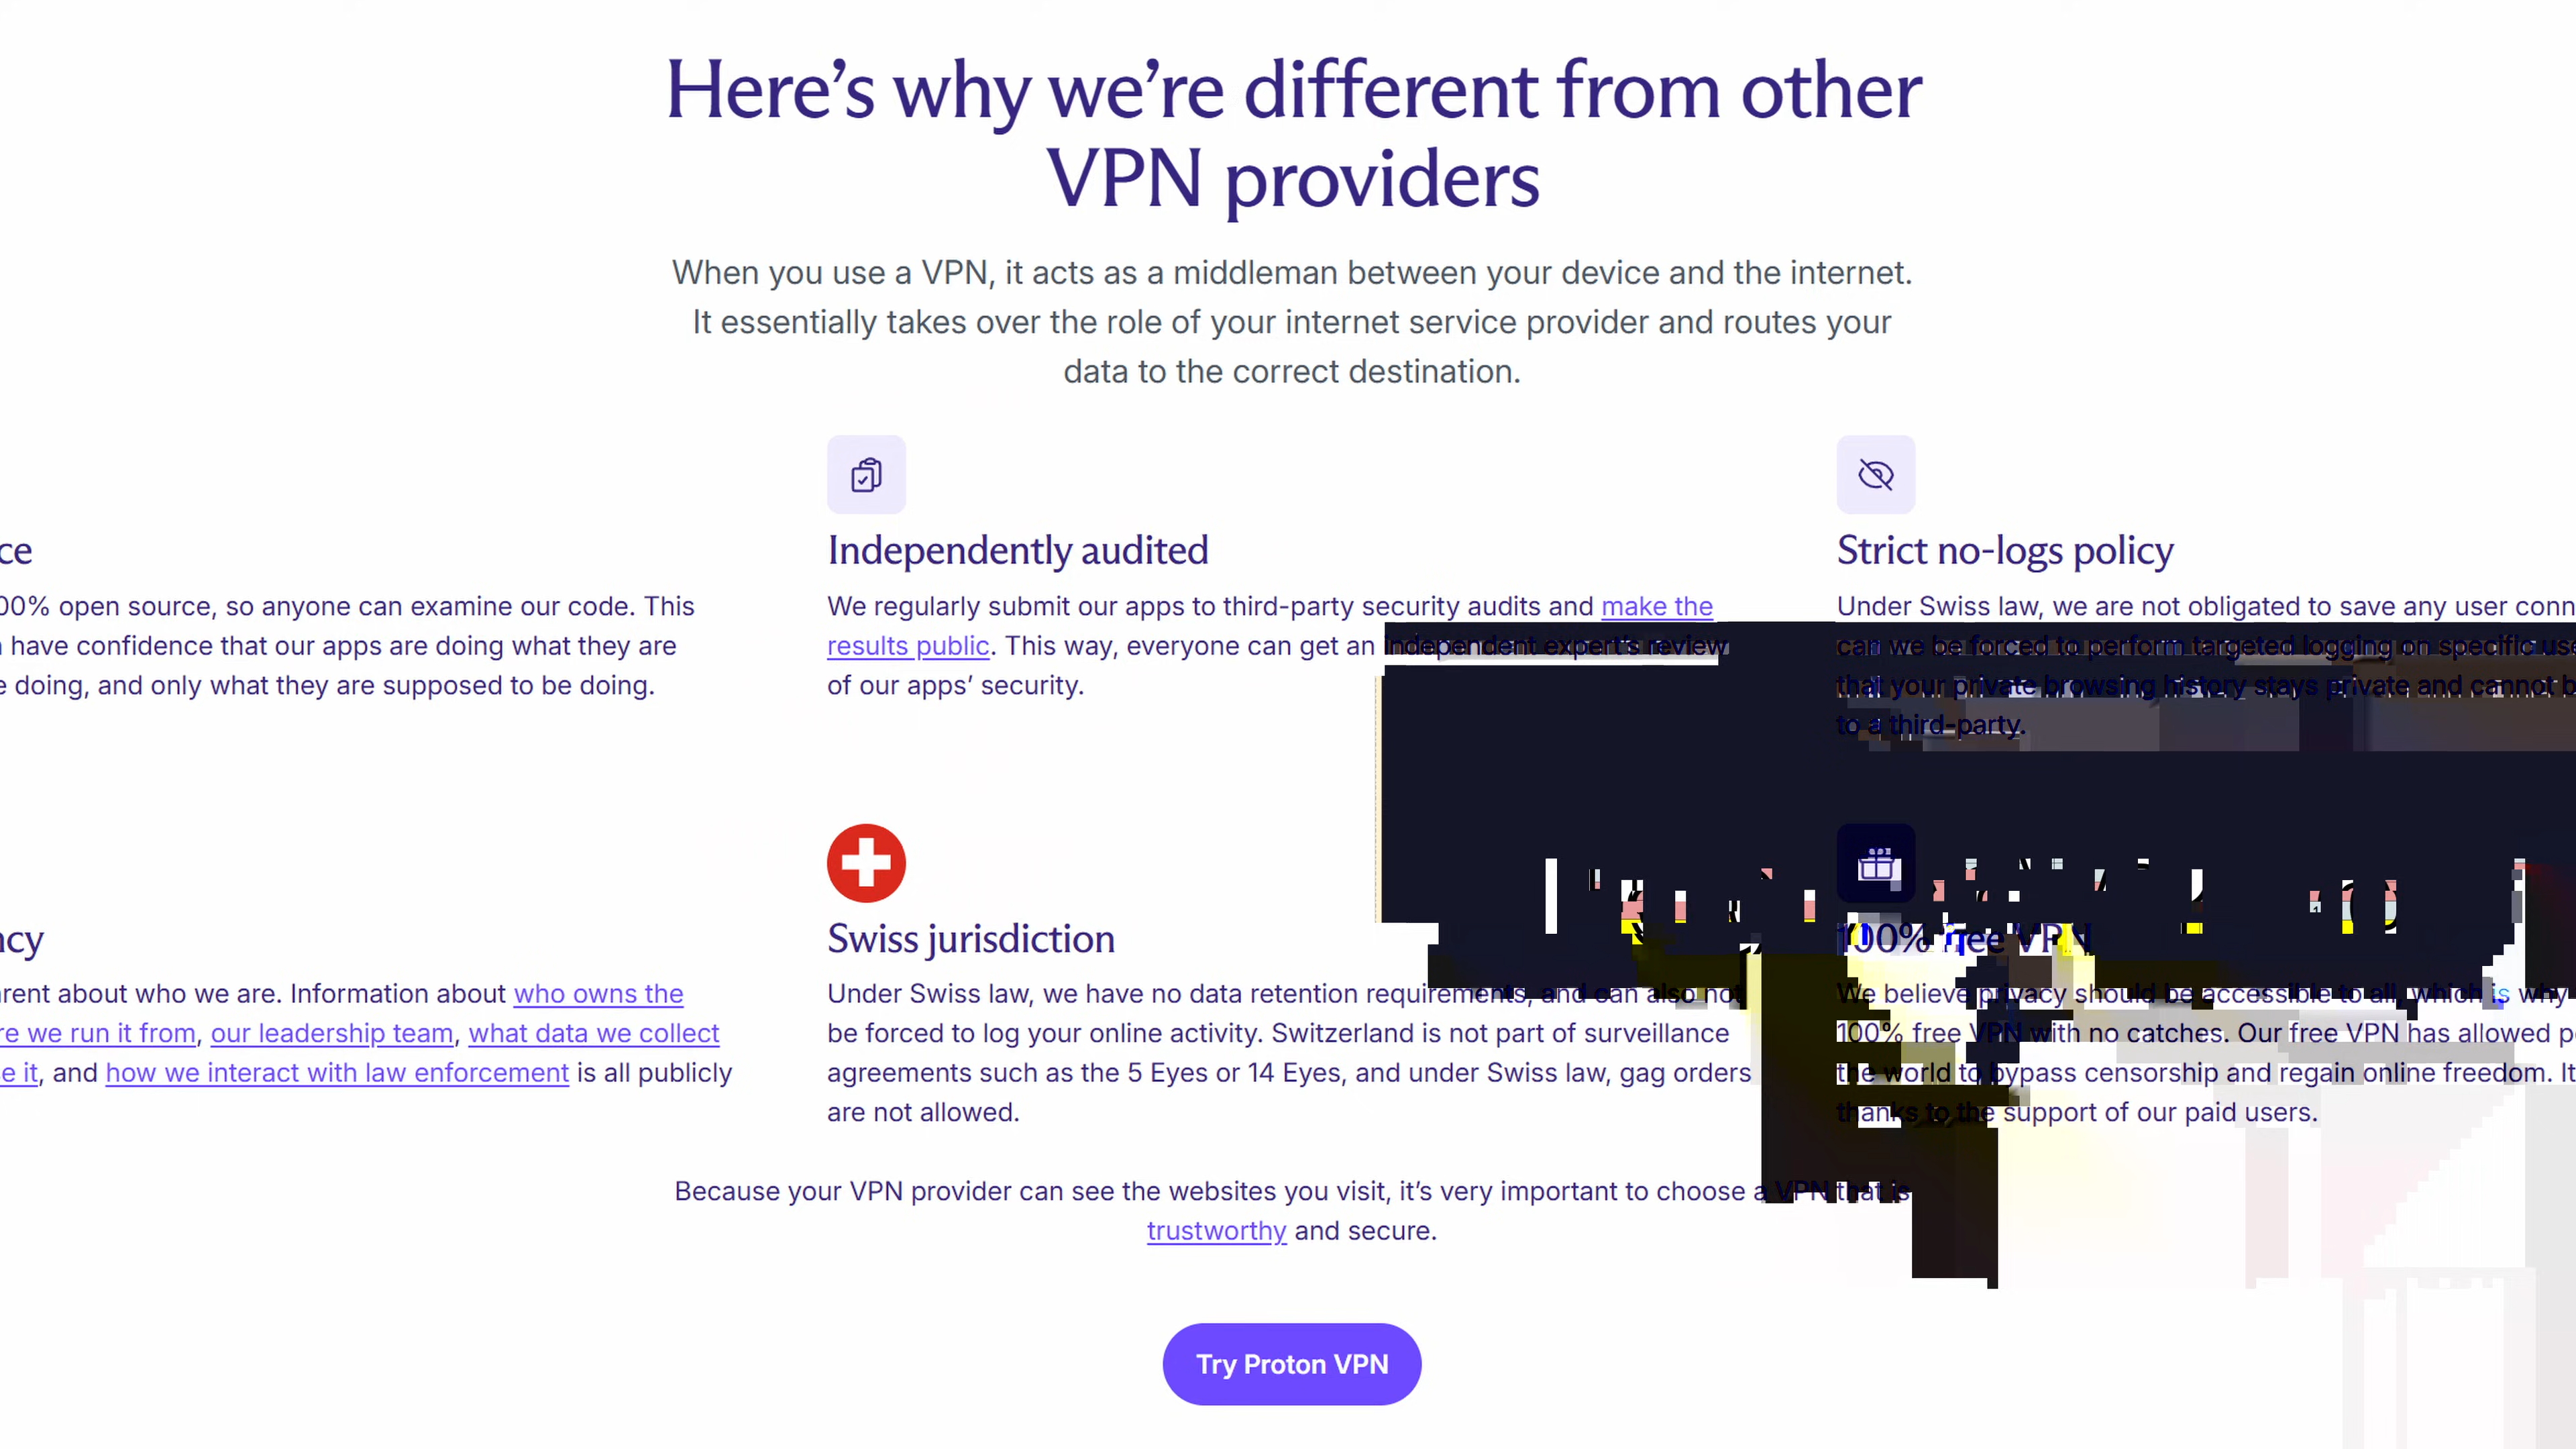 Here’s why we’re different from other
VPN providers
When you use a VPN, it acts as a middleman between your device and the internet.
It essentially takes over the role of your internet service provider and routes your
data to the correct destination.
ce
00% open source, so anyone can examine our code. This
have confidence that our apps are doing what they are
doing, and only what they are supposed to be doing.
Independently audited
We regularly submit our apps to third-party security audits and make the
results public. This way, everyone can get an independent expert’s review
of our apps’ security.
Strict no-logs policy
Under Swiss law, we are not obligated to save any user conn
can we be forced to perform targeted logging on specific use
that your private browsing history stays private and cannot b
to a third-party.
ncy
arent about who we are. Information about who owns the
re we run it from, our leadership team, what data we collect
e it, and how we interact with law enforcement is all publicly
Swiss jurisdiction
Under Swiss law, we have no data retention requirements, and can also not
be forced to log your online activity. Switzerland is not part of surveillance
agreements such as the 5 Eyes or 14 Eyes, and under Swiss law, gag orders
are not allowed.
100% free VPN
We believe privacy should be accessible to all, which is why
100% free VPN with no catches. Our free VPN has allowed p
the world to bypass censorship and regain online freedom. It
thanks to the support of our paid users.
Because your VPN provider can see the websites you visit, it’s very important to choose a VPN that is
trustworthy and secure.
Try Proton VPN